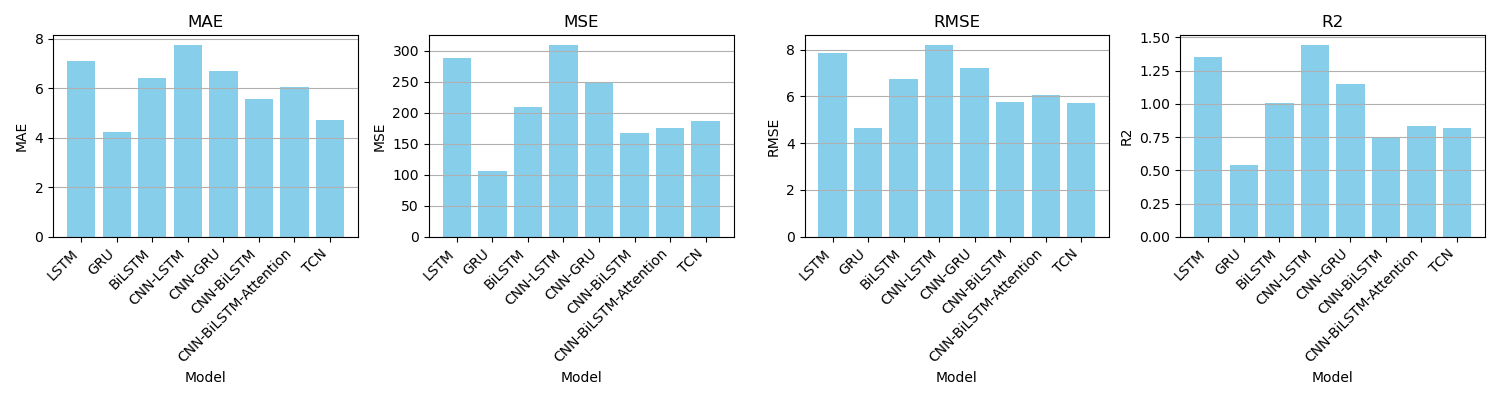 MAE
MAE
8
6
4
2
0
LSTM
GRU
BiLSTM
CNN-LSTM
CNN-GRU
CNN-BiLSTM
CNN-BiLSTM-Attention
TCN
Model
MSE
MSE
300
250
200
150
100
50
0
LSTM
GRU
BiLSTM
CNN-LSTM
CNN-GRU
CNN-BiLSTM
CNN-BiLSTM-Attention
TCN
Model
RMSE
RMSE
8
6
4
2
0
LSTM
GRU
BiLSTM
CNN-LSTM
CNN-GRU
CNN-BiLSTM
CNN-BiLSTM-Attention
TCN
Model
R2
R2
1.50
1.25
1.00
0.75
0.50
0.25
0.00
LSTM
GRU
BiLSTM
CNN-LSTM
CNN-GRU
CNN-BiLSTM
CNN-BiLSTM-Attention
TCN
Model